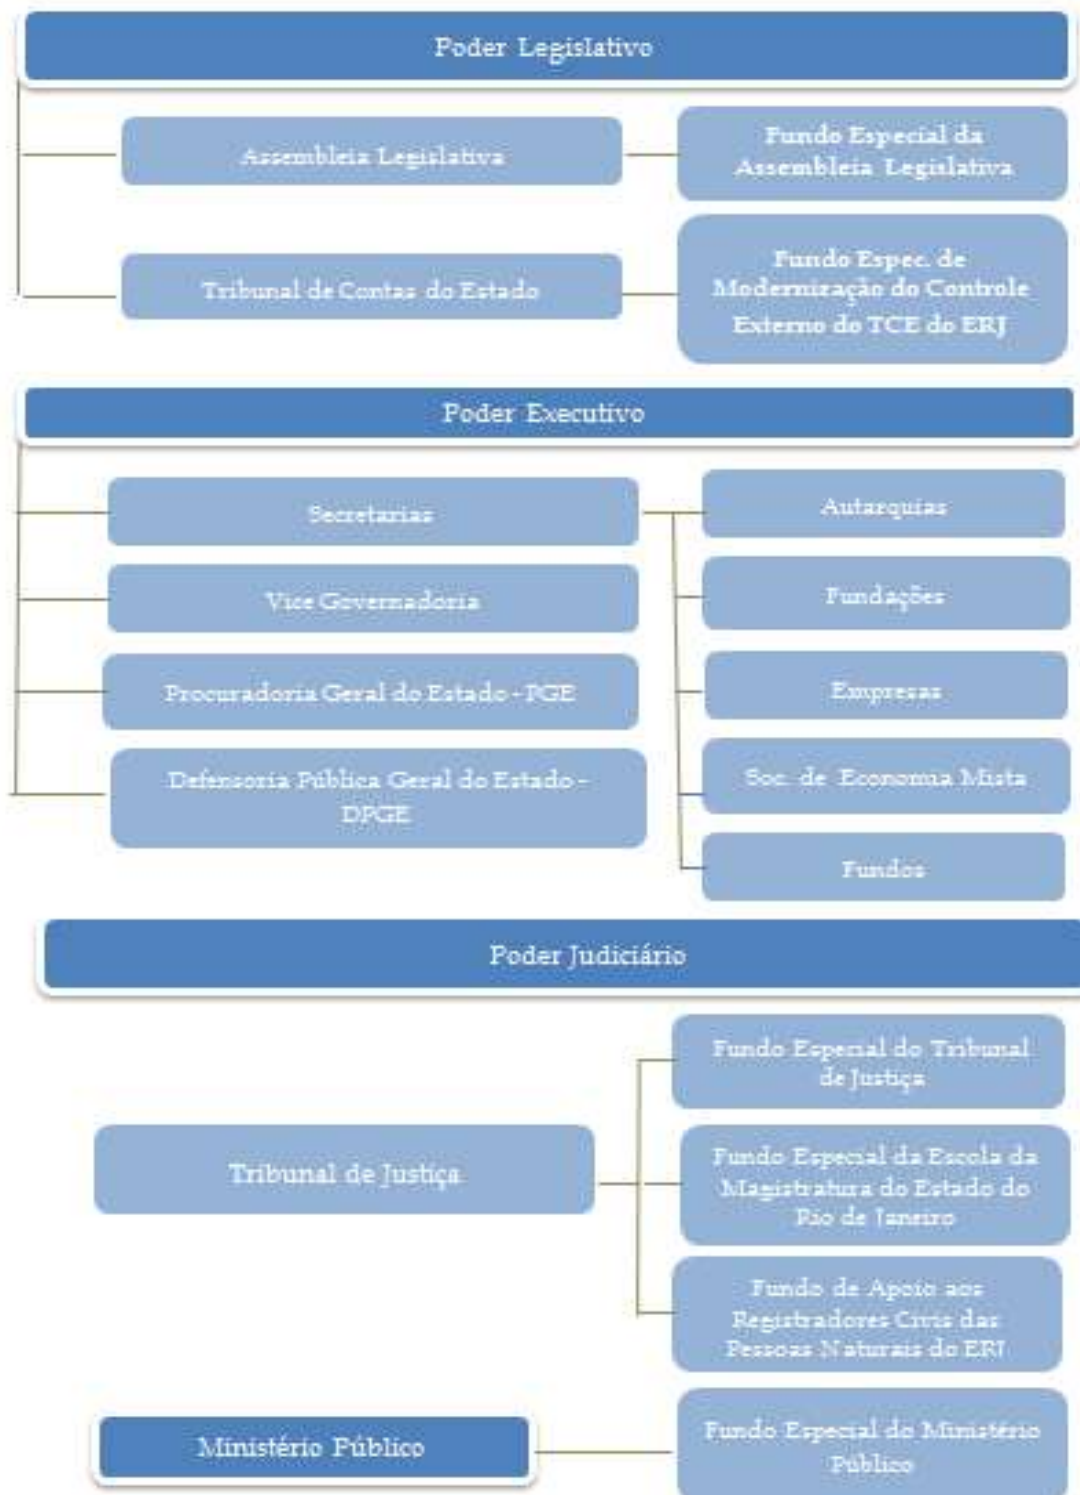 Poder Legislativo
Assembleia Legislativa
Fundo Especial da
Assembleia Legislativa
Tribunal de Contas do Estado
Fundo Espec. de
Modernização do Controle
Externo do TCE do ERJ
Poder Executivo
Secretarias
Autarquias
Vice Governadoria
Fundações
Procuradoria Geral do Estado - PGE
Empresas
Defensoria Pública Geral do Estado -
DPGE
Soc. de Economia Mista
Fundos
Poder Judiciário
Tribunal de Justiça
Fundo Especial do Tribunal
de Justiça
Fundo Especial da Escola da
Magistratura do Estado do
Rio de Janeiro
Fundo de Apoio aos
Registradores Civis das
Pessoas Naturais do ERJ
Ministério Público
Fundo Especial do Ministério
Público